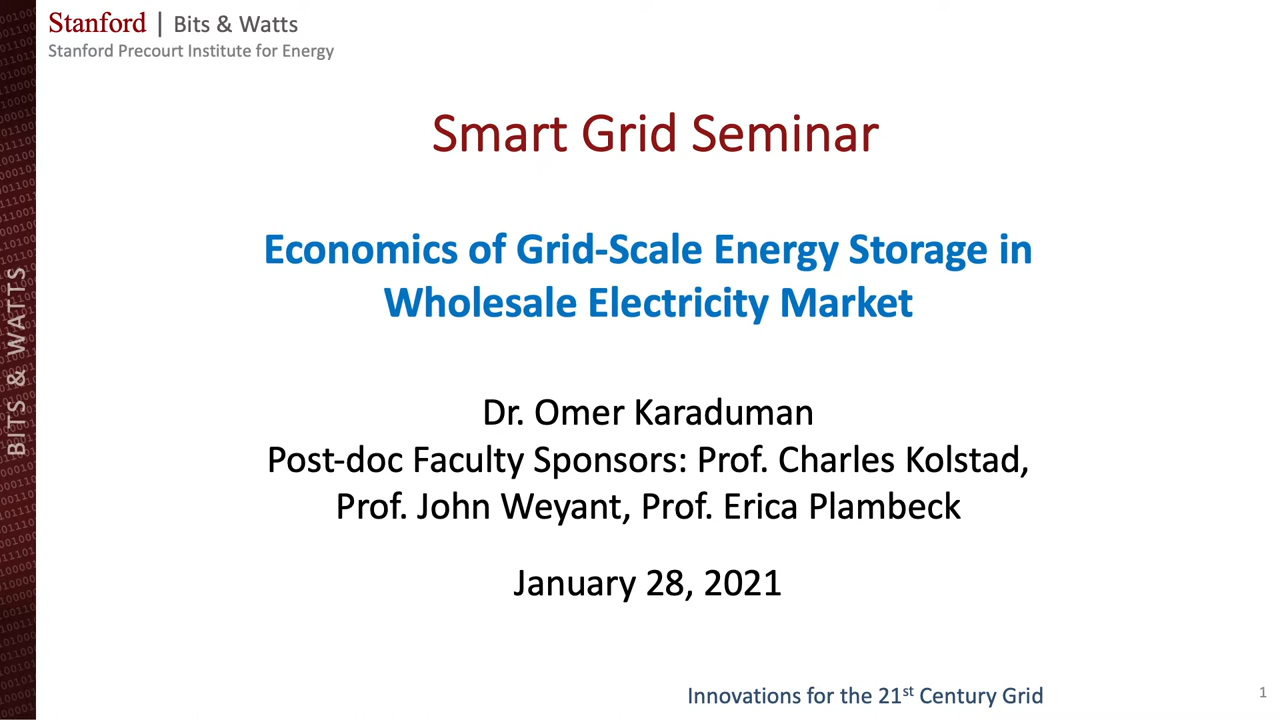 Stanford | Bits & Watts
Stanford Precourt Institute for Energy
Smart Grid Seminar
Economics of Grid-Scale Energy Storage in
Wholesale Electricity Market
Dr. Omer Karaduman
Post-doc Faculty Sponsors: Prof. Charles Kolstad,
Prof. John Weyant, Prof. Erica Plambeck
January 28, 2021
BITS & WATTS
Innovations for the 21st Century Grid
1